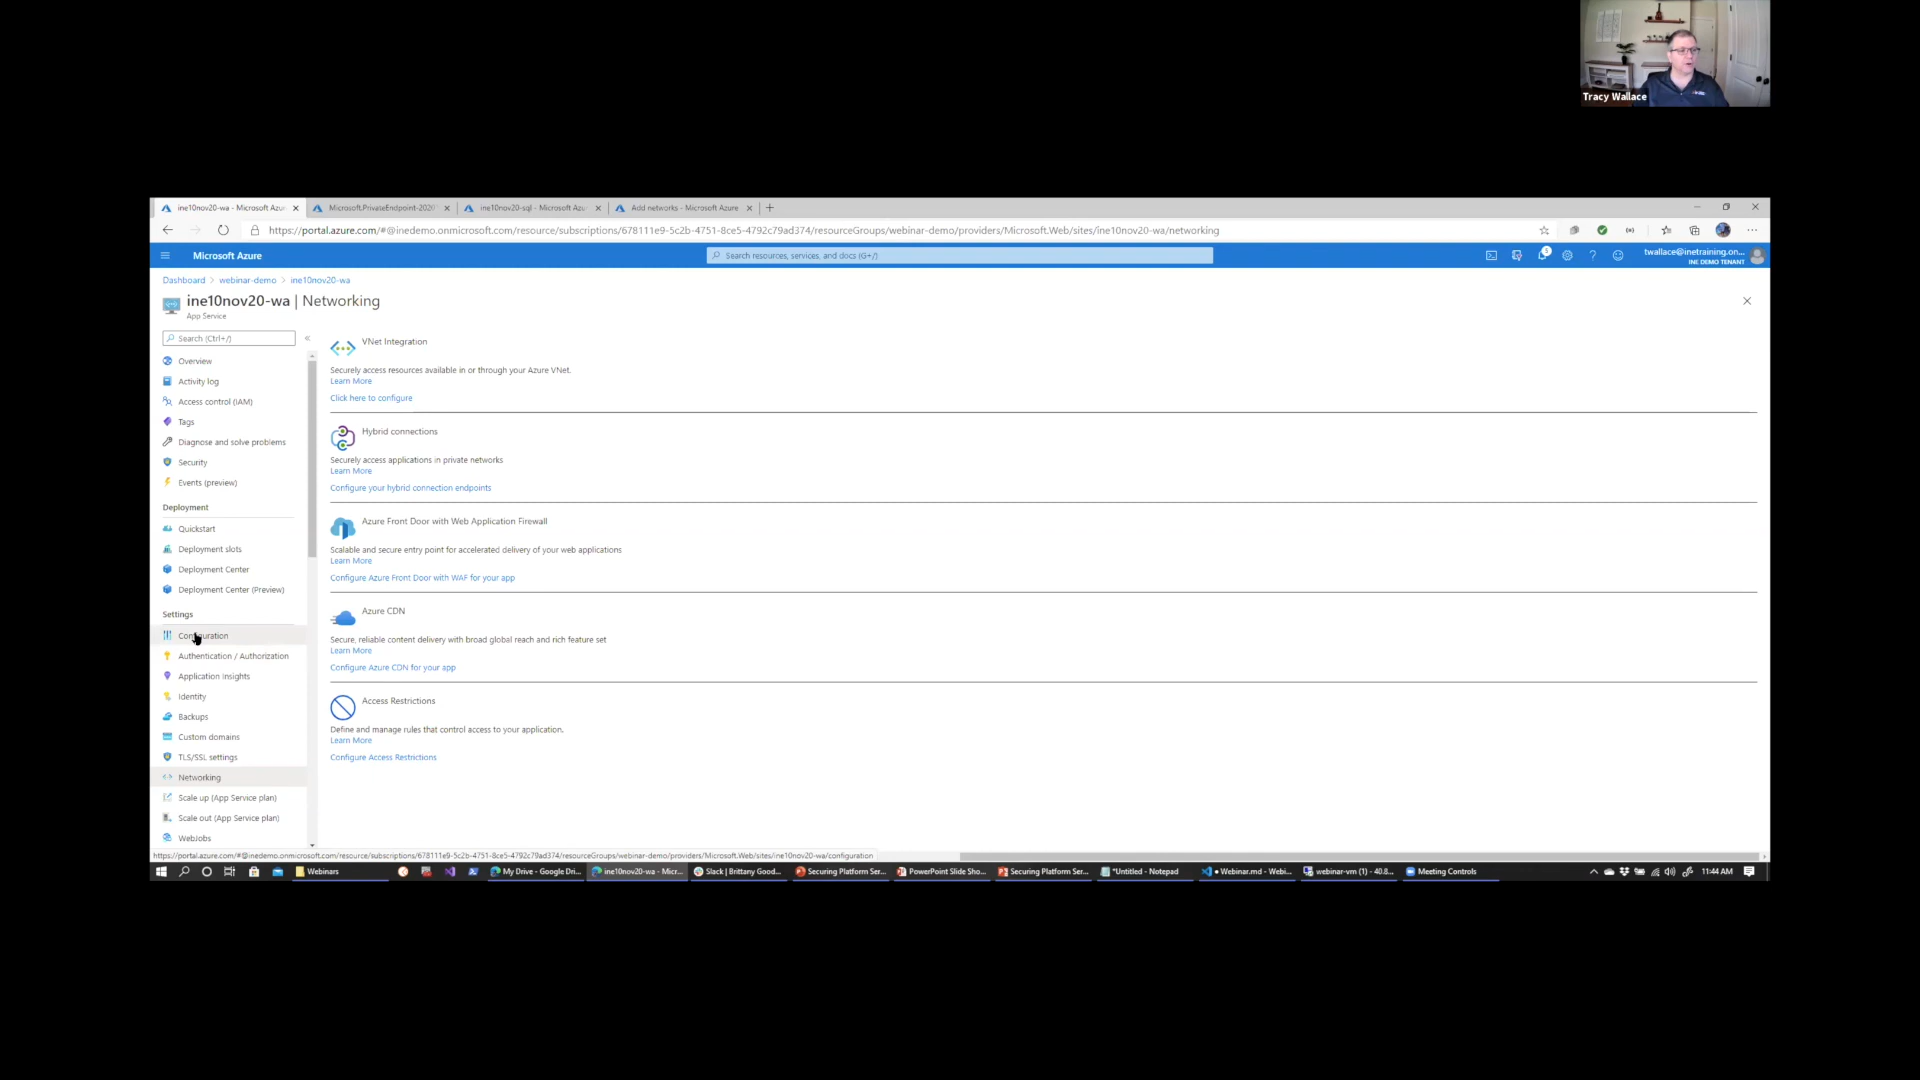 Tracy Wallace
ine10nov20-wa - Microsoft Azu
Microsoft.PrivateEndpoint-2020
ine10nov20-sql - Microsoft Azu
Add networks - Microsoft Azure
https://portal.azure.com/#@inedemo.onmicrosoft.com/resource/subscriptions/678111e9-5c2b-4751-8ce5-4792c79ad374/resourceGroups/webinar-demo/providers/Microsoft.Web/sites/ine10nov20-wa/networking
Microsoft Azure
Search resources, services, and docs (G+/)
twallace@inetraining.on...
INE DEMO TENANT
Dashboard > webinar-demo > ine10nov20-wa
ine10nov20-wa | Networking
App Service
Search (Ctrl+/)
«
Overview
Activity log
Access control (IAM)
Tags
Diagnose and solve problems
Security
Events (preview)
Deployment
Quickstart
Deployment slots
Deployment Center
Deployment Center (Preview)
Settings
Configuration
Authentication / Authorization
Application insights
Identity
Backups
Custom domains
TLS/SSL settings
Networking
Scale up (App Service plan)
Scale out (App Service plan)
WebJobs
VNet Integration
Securely access resources available in or through your Azure VNet.
Learn More
Click here to configure
Hybrid connections
Securely access applications in private networks
Learn More
Configure your hybrid connection endpoints
Azure Front Door with Web Application Firewall
Scalable and secure entry point for accelerated delivery of your web applications
Learn More
Configure Azure Front Door with WAF for your app
Azure CDN
Secure, reliable content delivery with broad global reach and rich feature set
Learn More
Configure Azure CDN for your app
Access Restrictions
Define and manage rules that control access to your application.
Learn More
Configure Access Restrictions
https://portal.azure.com/#@inedemo.onmicrosoft.com/resource/subscriptions/678111e9-5c2b-4751-8ce5-4792c79ad374/resourceGroups/webinar-demo/providers/Microsoft.Web/sites/ine10nov20-wa/configuration
Webinars
My Drive - Google Dri...
ine10nov20-wa - Micr...
Slack | Brittany Good...
Securing Platform Ser...
PowerPoint Slide Sho...
Securing Platform Ser...
*Untitled - Notepad
● Webinar.md - Webi...
webinar-vm (1) - 40.8...
Meeting Controls
11:44 AM